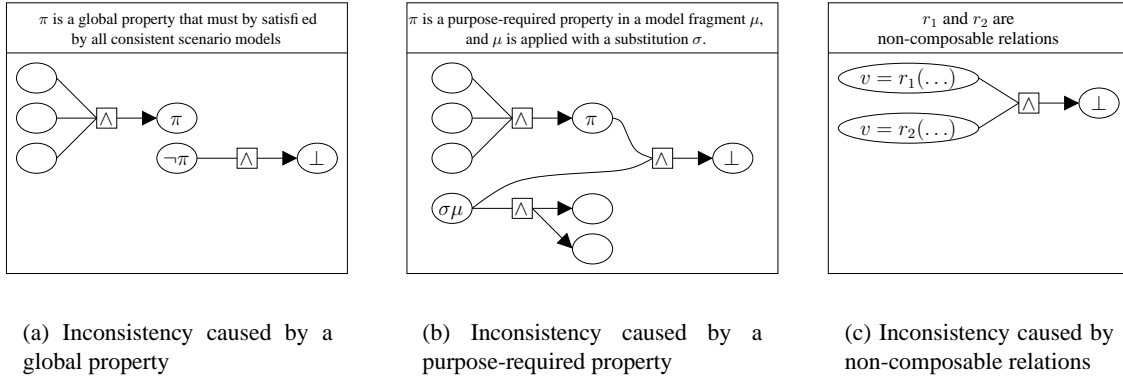 π is a global property that must by satisfied
by all consistent scenario models
∧
π
¬π
∧
⊥
(a) Inconsistency caused by a
global property
π is a purpose-required property in a model fragment μ,
and μ is applied with a substitution σ.
∧
π
∧
⊥
σμ
∧
(b) Inconsistency caused by a
purpose-required property
r₁ and r₂ are
non-composable relations
v = r₁(. . .)
∧
⊥
v = r₂(. . .)
(c) Inconsistency caused by
non-composable relations